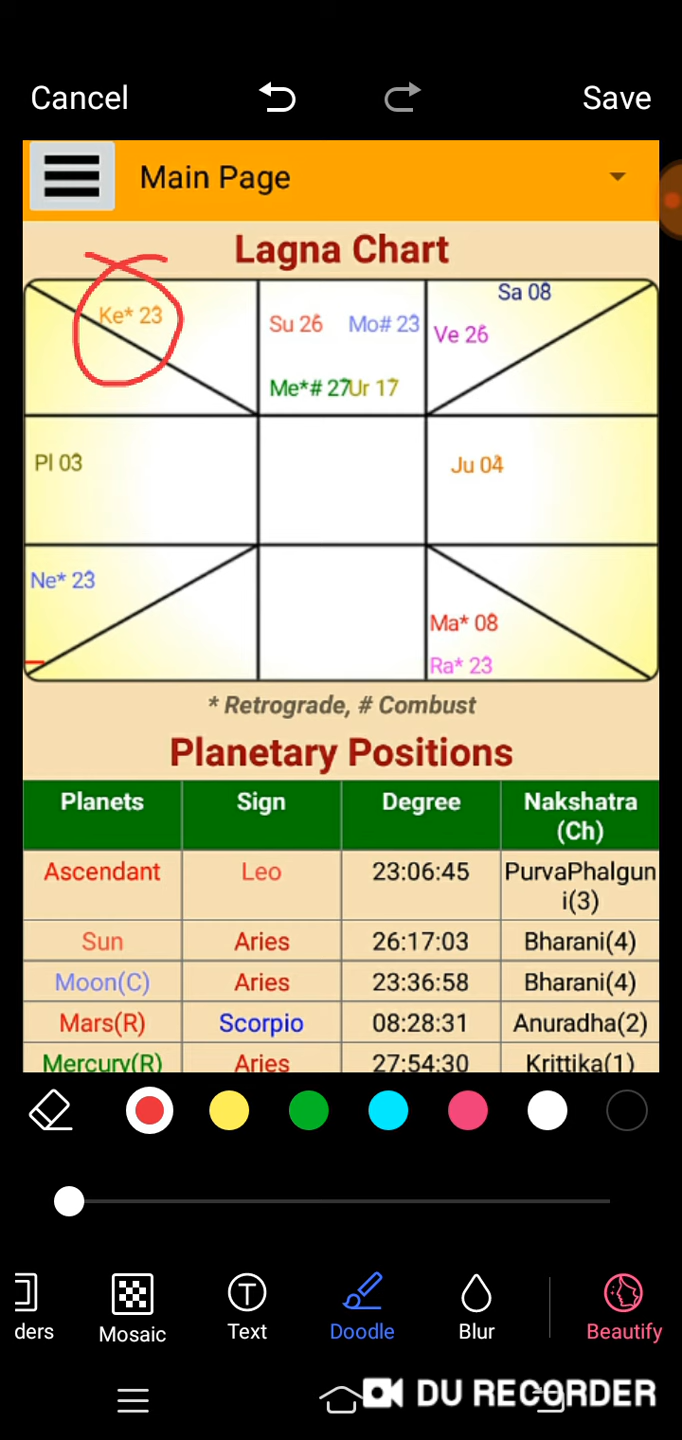 Cancel
Save
Main Page
Lagna Chart
Ke* 23
Su 26 Mo# 23
Me*# 27 Ur 17
Sa 08
Ve 26
Pl 03
Ju 04
Ne* 23
Ma* 08
Ra* 23
* Retrograde, # Combust
Planetary Positions
Planets Sign Degree Nakshatra (Ch)
Ascendant Leo 23:06:45 PurvaPhalguni(3)
Sun Aries 26:17:03 Bharani(4)
Moon(C) Aries 23:36:58 Bharani(4)
Mars(R) Scorpio 08:28:31 Anuradha(2)
Mercury(R) Aries 27:54:30 Krittika(1)
ders Mosaic Text Doodle Blur Beautify
DU RECORDER